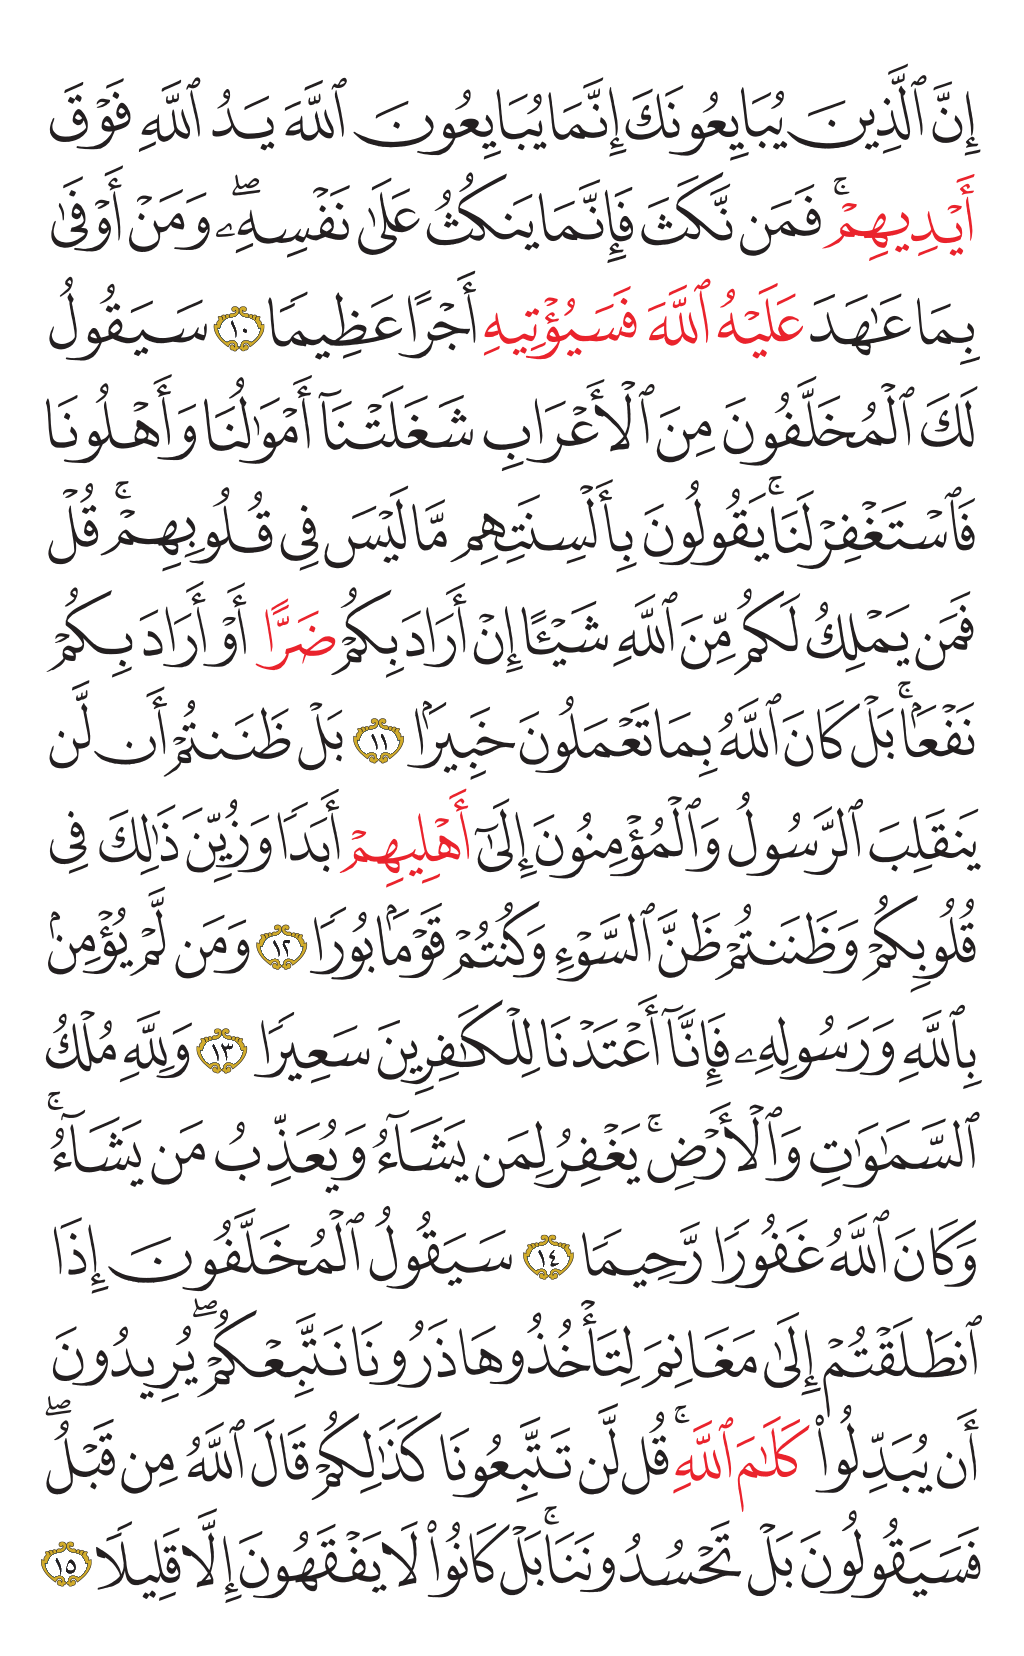 إِنَّ ٱلَّذِينَ يُبَايِعُونَكَ إِنَّمَا يُبَايِعُونَ ٱللَّهَ يَدُ ٱللَّهِ فَوْقَ
أَيْدِيهِمْۚ فَمَن نَّكَثَ فَإِنَّمَا يَنكُثُ عَلَىٰ نَفْسِهِۦۖ وَمَنْ أَوْفَىٰ
بِمَا عَـٰهَدَ عَلَيْهُ ٱللَّهَ فَسَيُؤْتِيهِ أَجْرًا عَظِيمٗا ١٠ سَيَقُولُ
لَكَ ٱلْمُخَلَّفُونَ مِنَ ٱلْأَعْرَابِ شَغَلَتْنَآ أَمْوَٰلُنَا وَأَهْلُونَا
فَٱسْتَغْفِرْ لَنَاۚ يَقُولُونَ بِأَلْسِنَتِهِم مَّا لَيْسَ فِي قُلُوبِهِمْۚ قُلْ
فَمَن يَمْلِكُ لَكُم مِّنَ ٱللَّهِ شَيْـًٔا إِنْ أَرَادَ بِكُمْ ضَرًّا أَوْ أَرَادَ بِكُمْ
نَفْعَۢاۚ بَلْ كَانَ ٱللَّهُ بِمَا تَعْمَلُونَ خَبِيرَۢا ١١ بَلْ ظَنَنتُمْ أَن لَّن
يَنقَلِبَ ٱلرَّسُولُ وَٱلْمُؤْمِنُونَ إِلَىٰٓ أَهْلِيهِمْ أَبَدٗا وَزُيِّنَ ذَٰلِكَ فِي
قُلُوبِكُمْ وَظَنَنتُمْ ظَنَّ ٱلسَّوْءِ وَكُنتُمْ قَوْمَۢا بُورٗا ١٢ وَمَن لَّمْ يُؤْمِنۢ
بِٱللَّهِ وَرَسُولِهِۦ فَإِنَّآ أَعْتَدْنَا لِلْكَـٰفِرِينَ سَعِيرٗا ١٣ وَلِلَّهِ مُلْكُ
ٱلسَّمَـٰوَٰتِ وَٱلْأَرْضِۚ يَغْفِرُ لِمَن يَشَآءُ وَيُعَذِّبُ مَن يَشَآءُۚ
وَكَانَ ٱللَّهُ غَفُورٗا رَّحِيمٗا ١٤ سَيَقُولُ ٱلْمُخَلَّفُونَ إِذَا
ٱنطَلَقْتُمْ إِلَىٰ مَغَانِمَ لِتَأْخُذُوهَا ذَرُونَا نَتَّبِعْكُمْۖ يُرِيدُونَ
أَن يُبَدِّلُوا۟ كَلَـٰمَ ٱللَّهِۚ قُل لَّن تَتَّبِعُونَا كَذَٰلِكُمْ قَالَ ٱللَّهُ مِن قَبْلُۖ
فَسَيَقُولُونَ بَلْ تَحْسُدُونَنَاۚ بَلْ كَانُوا۟ لَا يَفْقَهُونَ إِلَّا قَلِيلٗا ١٥